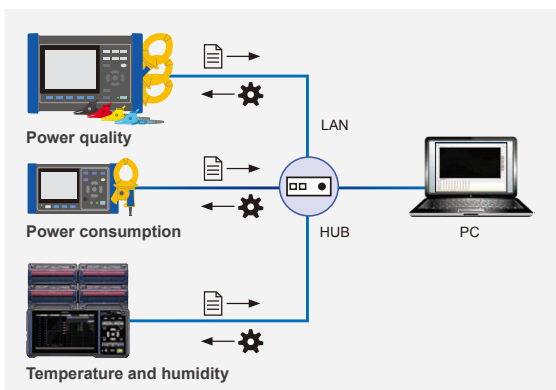 Power quality
LAN
Power consumption
HUB
PC
Temperature and humidity